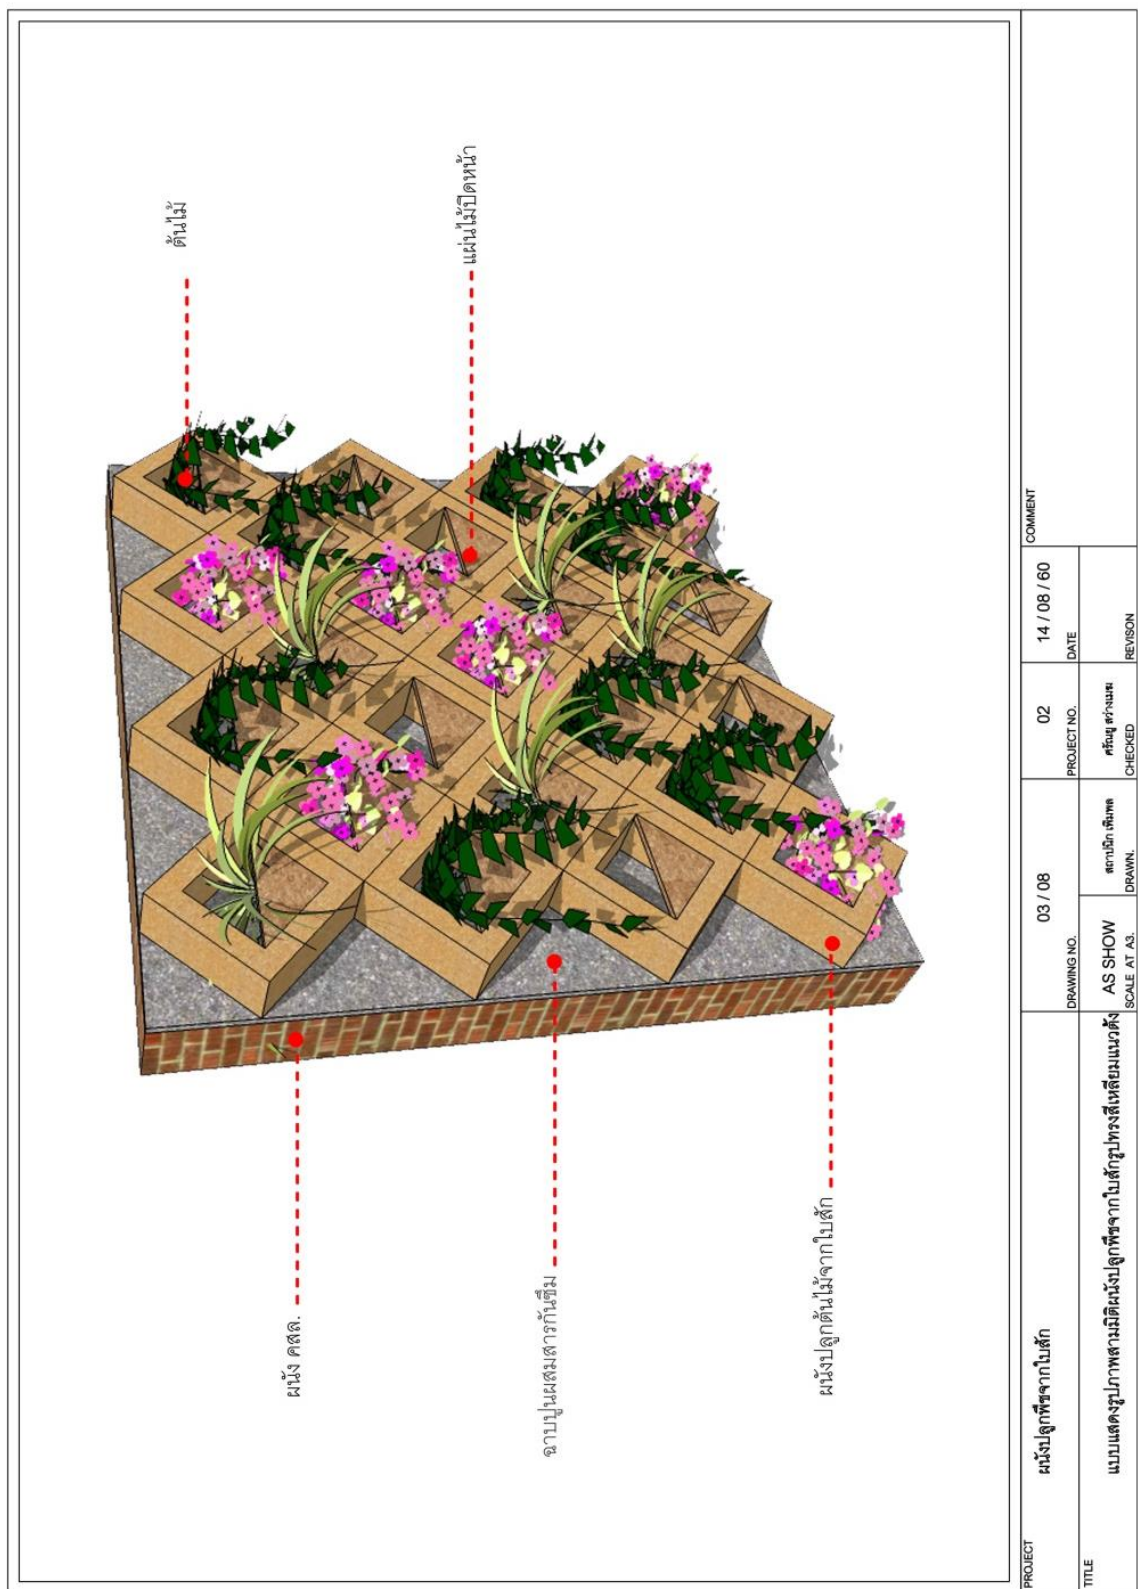 ต้นไม้
แผ่นไม้ปิดหน้า
ผนัง คสล.
ฉาบปูนผสมสารกันซึม
ผนังปลูกต้นไม้จากใบสัก
PROJECT
ผนังปลูกพืชจากใบสัก
TITLE
แบบแสดงรูปภาพสามมิติผนังปลูกพืชจากใบสักรูปทรงสี่เหลี่ยมแนวตั้ง
03 / 08
DRAWING NO.
AS SHOW
SCALE AT A3.
DRAWN.
02
PROJECT NO.
CHECKED
14 / 08 / 60
DATE
REVISON
COMMENT